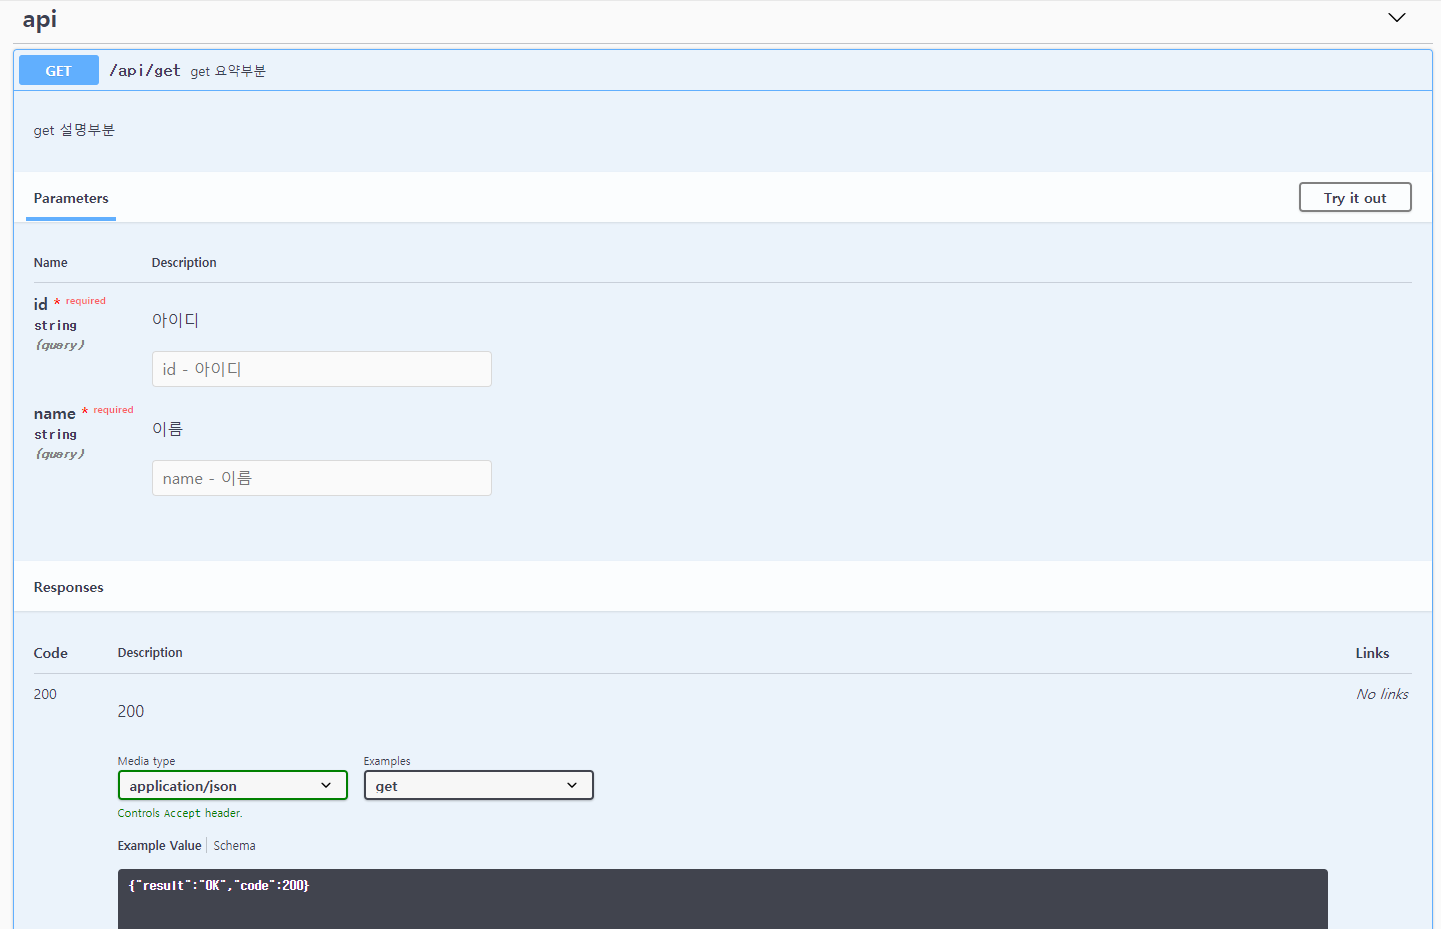 api
GET /api/get get 요약부분
get 설명부분
Parameters Try it out
Name Description
id * required
string
(query)
아이디
id - 아이디
name * required
string
(query)
이름
name - 이름
Responses
Code Description Links
200 200 No links
Media type Examples
application/json get
Controls Accept header.
Example Value Schema
{"result":"OK","code":200}